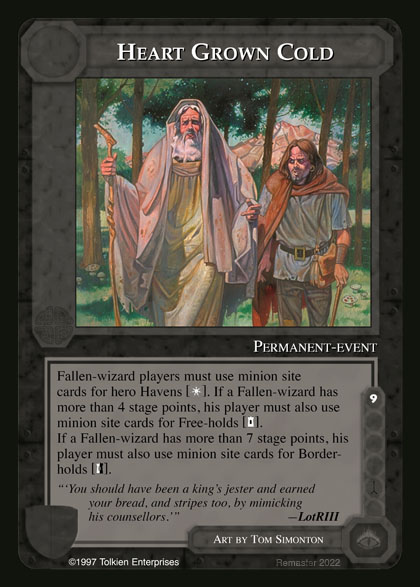 HEART GROWN COLD
PERMANENT-EVENT
Fallen-wizard players must use minion site
cards for hero Havens [☀]. If a Fallen-wizard has
more than 4 stage points, his player must also use
minion site cards for Free-holds [].
If a Fallen-wizard has more than 7 stage points, his
player must also use minion site cards for Border-
holds [].
9
“‘You should have been a king’s jester and earned
your bread, and stripes too, by mimicking
his counsellors.’”
—LotRIII
ART BY TOM SIMONTON
©1997 Tolkien Enterprises
Remaster 2022